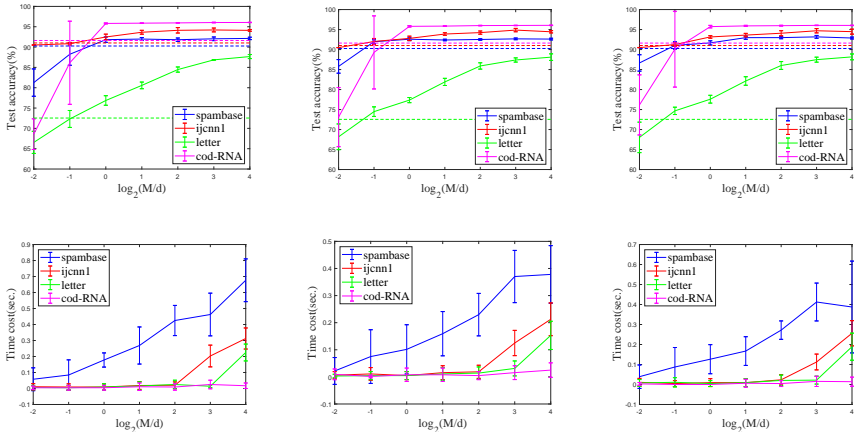 100
95
90
85
80
75
70
65
60
Test accuracy(%)
-2 -1 0 1 2 3 4
log2(M/d)
spambase
ijcnn1
letter
cod-RNA
100
95
90
85
80
75
70
65
60
Test accuracy(%)
-2 -1 0 1 2 3 4
log2(M/d)
spambase
ijcnn1
letter
cod-RNA
100
95
90
85
80
75
70
65
60
Test accuracy(%)
-2 -1 0 1 2 3 4
log2(M/d)
spambase
ijcnn1
letter
cod-RNA
0.9
0.8
0.7
0.6
0.5
0.4
0.3
0.2
0.1
0
-0.1
Time cost(sec.)
-2 -1 0 1 2 3 4
log2(M/d)
spambase
ijcnn1
letter
cod-RNA
0.5
0.4
0.3
0.2
0.1
0
-0.1
Time cost(sec.)
-2 -1 0 1 2 3 4
log2(M/d)
spambase
ijcnn1
letter
cod-RNA
0.7
0.6
0.5
0.4
0.3
0.2
0.1
0
-0.1
Time cost(sec.)
-2 -1 0 1 2 3 4
log2(M/d)
spambase
ijcnn1
letter
cod-RNA